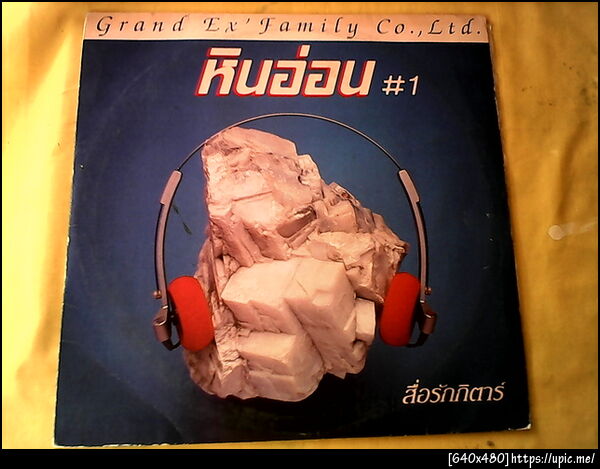 Grand Ex' Family Co.,Ltd.
หินอ่อน #1
สื่อรักกีตาร์
[640x480]https://upic.me/